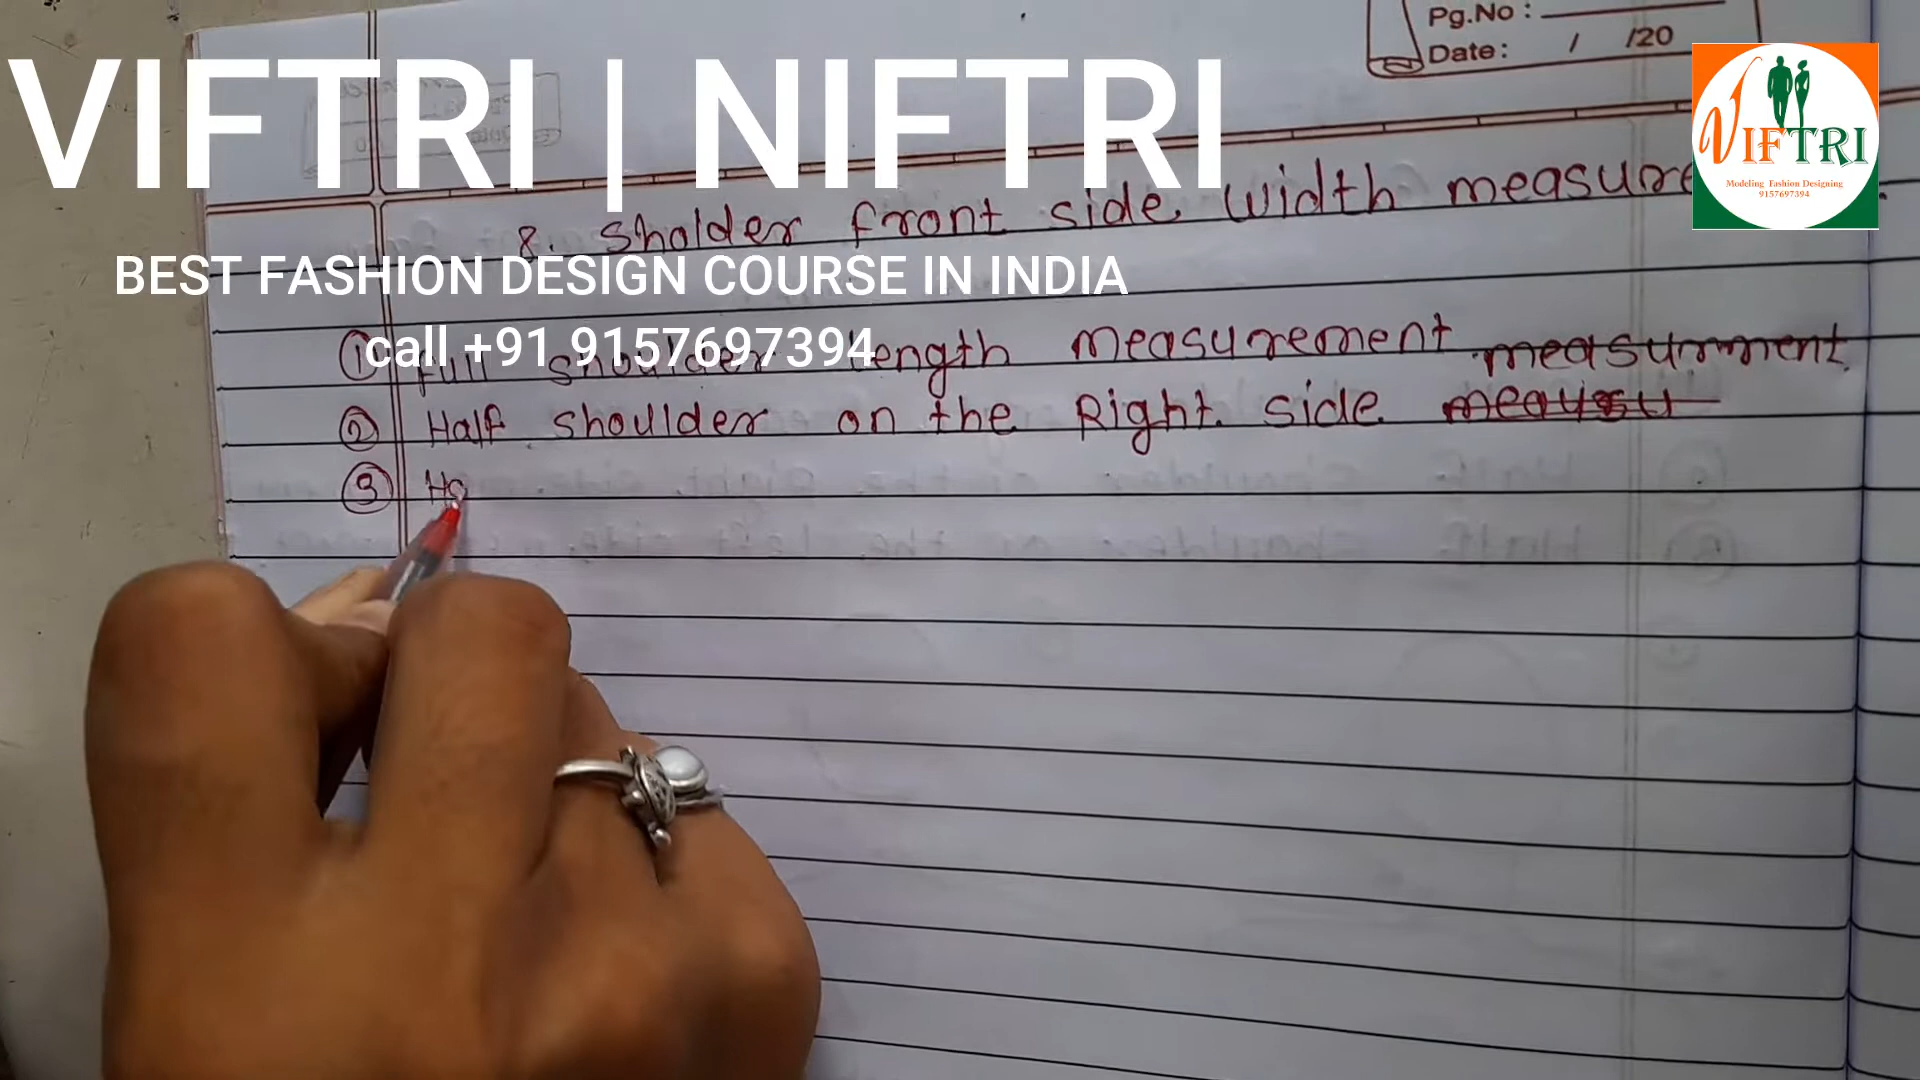 Pg.No :
Date: / /20
VIFTRI | NIFTRI
VIFTRI
Modeling Fashion Designing
9157697394
8. Sholder front side width measure
BEST FASHION DESIGN COURSE IN INDIA
call +91 9157697394
① full shoulder length measurement measurment
② Half shoulder on the Right side
③ Ha